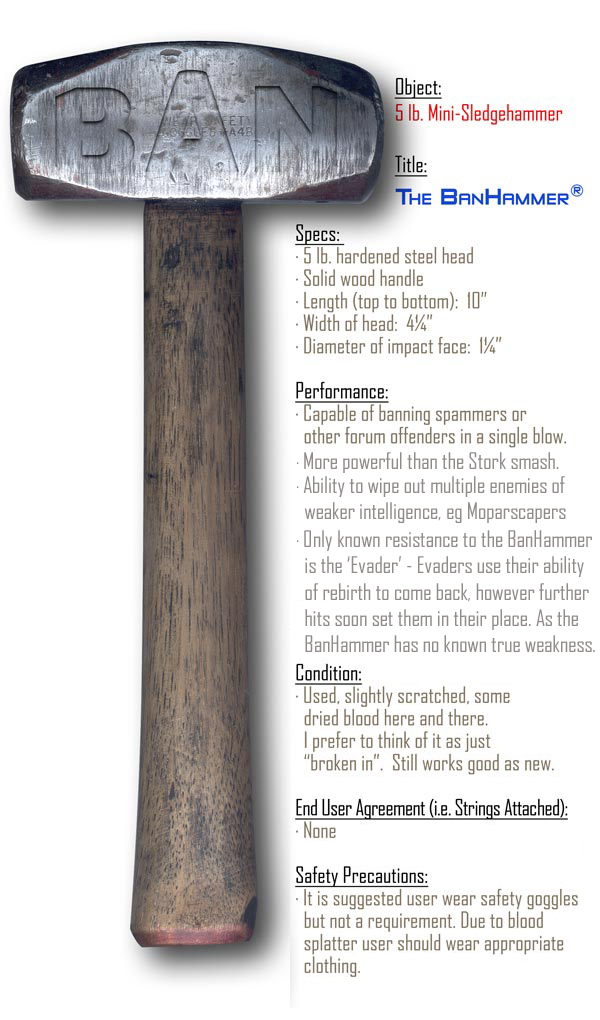 BAN
WEAR SAFETY
Object:
5 lb. Mini-Sledgehammer
Title:
The BanHammer®
Specs:
· 5 lb. hardened steel head
· Solid wood handle
· Length (top to bottom): 10"
· Width of head: 4¼"
· Diameter of impact face: 1¼"
Performance:
· Capable of banning spammers or
other forum offenders in a single blow.
· More powerful than the Stork smash.
· Ability to wipe out multiple enemies of
weaker intelligence, eg Moparscapers
· Only known resistance to the BanHammer
is the 'Evader' - Evaders use their ability
of rebirth to come back, however further
hits soon set them in their place. As the
BanHammer has no known true weakness.
Condition:
· Used, slightly scratched, some
dried blood here and there.
I prefer to think of it as just
"broken in". Still works good as new.
End User Agreement (i.e. Strings Attached):
· None
Safety Precautions:
· It is suggested user wear safety goggles
but not a requirement. Due to blood
splatter user should wear appropriate
clothing.